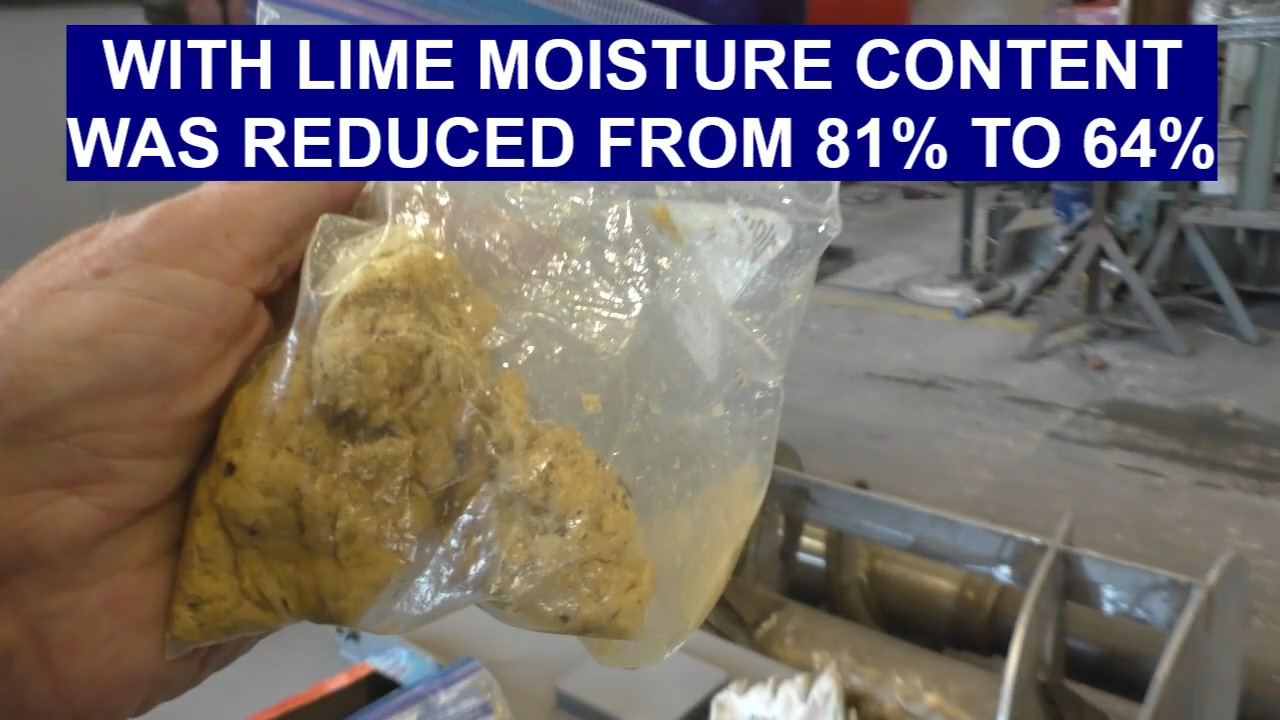 WITH LIME MOISTURE CONTENT
WAS REDUCED FROM 81% TO 64%